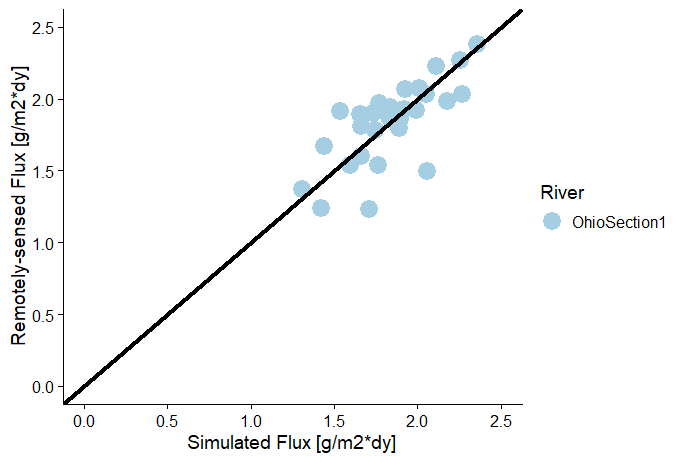 2.5
2.0
1.5
1.0
0.5
0.0
Remotely-sensed Flux [g/m2*dy]
0.0 0.5 1.0 1.5 2.0 2.5
Simulated Flux [g/m2*dy]
River
OhioSection1